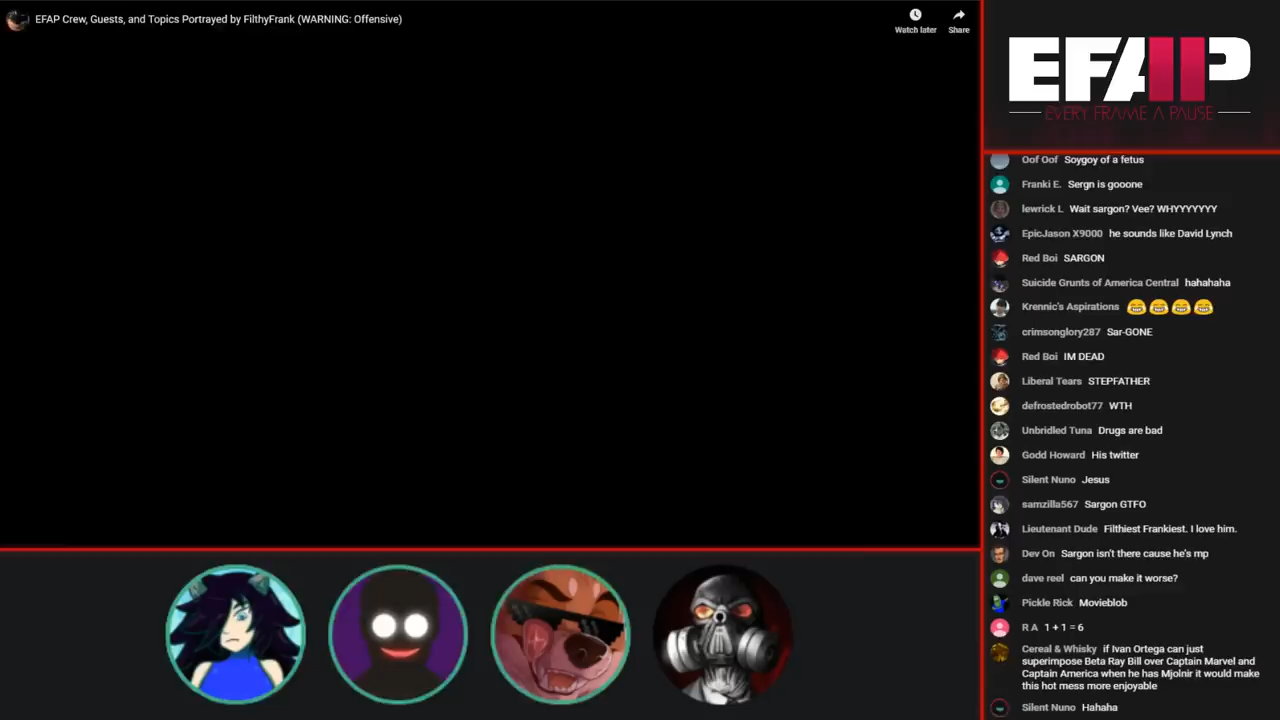 EFAP Crew, Guests, and Topics Portrayed by FilthyFrank (WARNING: Offensive)
Watch later
Share
EFAP
EVERY FRAME A PAUSE
Oof Oof Soygoy of a fetus
Franki E. Sergn is gooone
lewrick L Wait sargon? Vee? WHYYYYYYY
EpicJason X9000 he sounds like David Lynch
Red Boi SARGON
Suicide Grunts of America Central hahahaha
Krennic's Aspirations 😂😂😂😂
crimsonglory287 Sar-GONE
Red Boi IM DEAD
Liberal Tears STEPFATHER
defrostedrobot77 WTH
Unbridled Tuna Drugs are bad
Godd Howard His twitter
Silent Nuno Jesus
samzilla567 Sargon GTFO
Lieutenant Dude Filthiest Frankiest. I love him.
Dev On Sargon isn't there cause he's mp
dave reel can you make it worse?
Pickle Rick Movieblob
R A 1 + 1 = 6
Cereal & Whisky if Ivan Ortega can just
superimpose Beta Ray Bill over Captain Marvel and
Captain America when he has Mjolnir it would make
this hot mess more enjoyable
Silent Nuno Hahaha